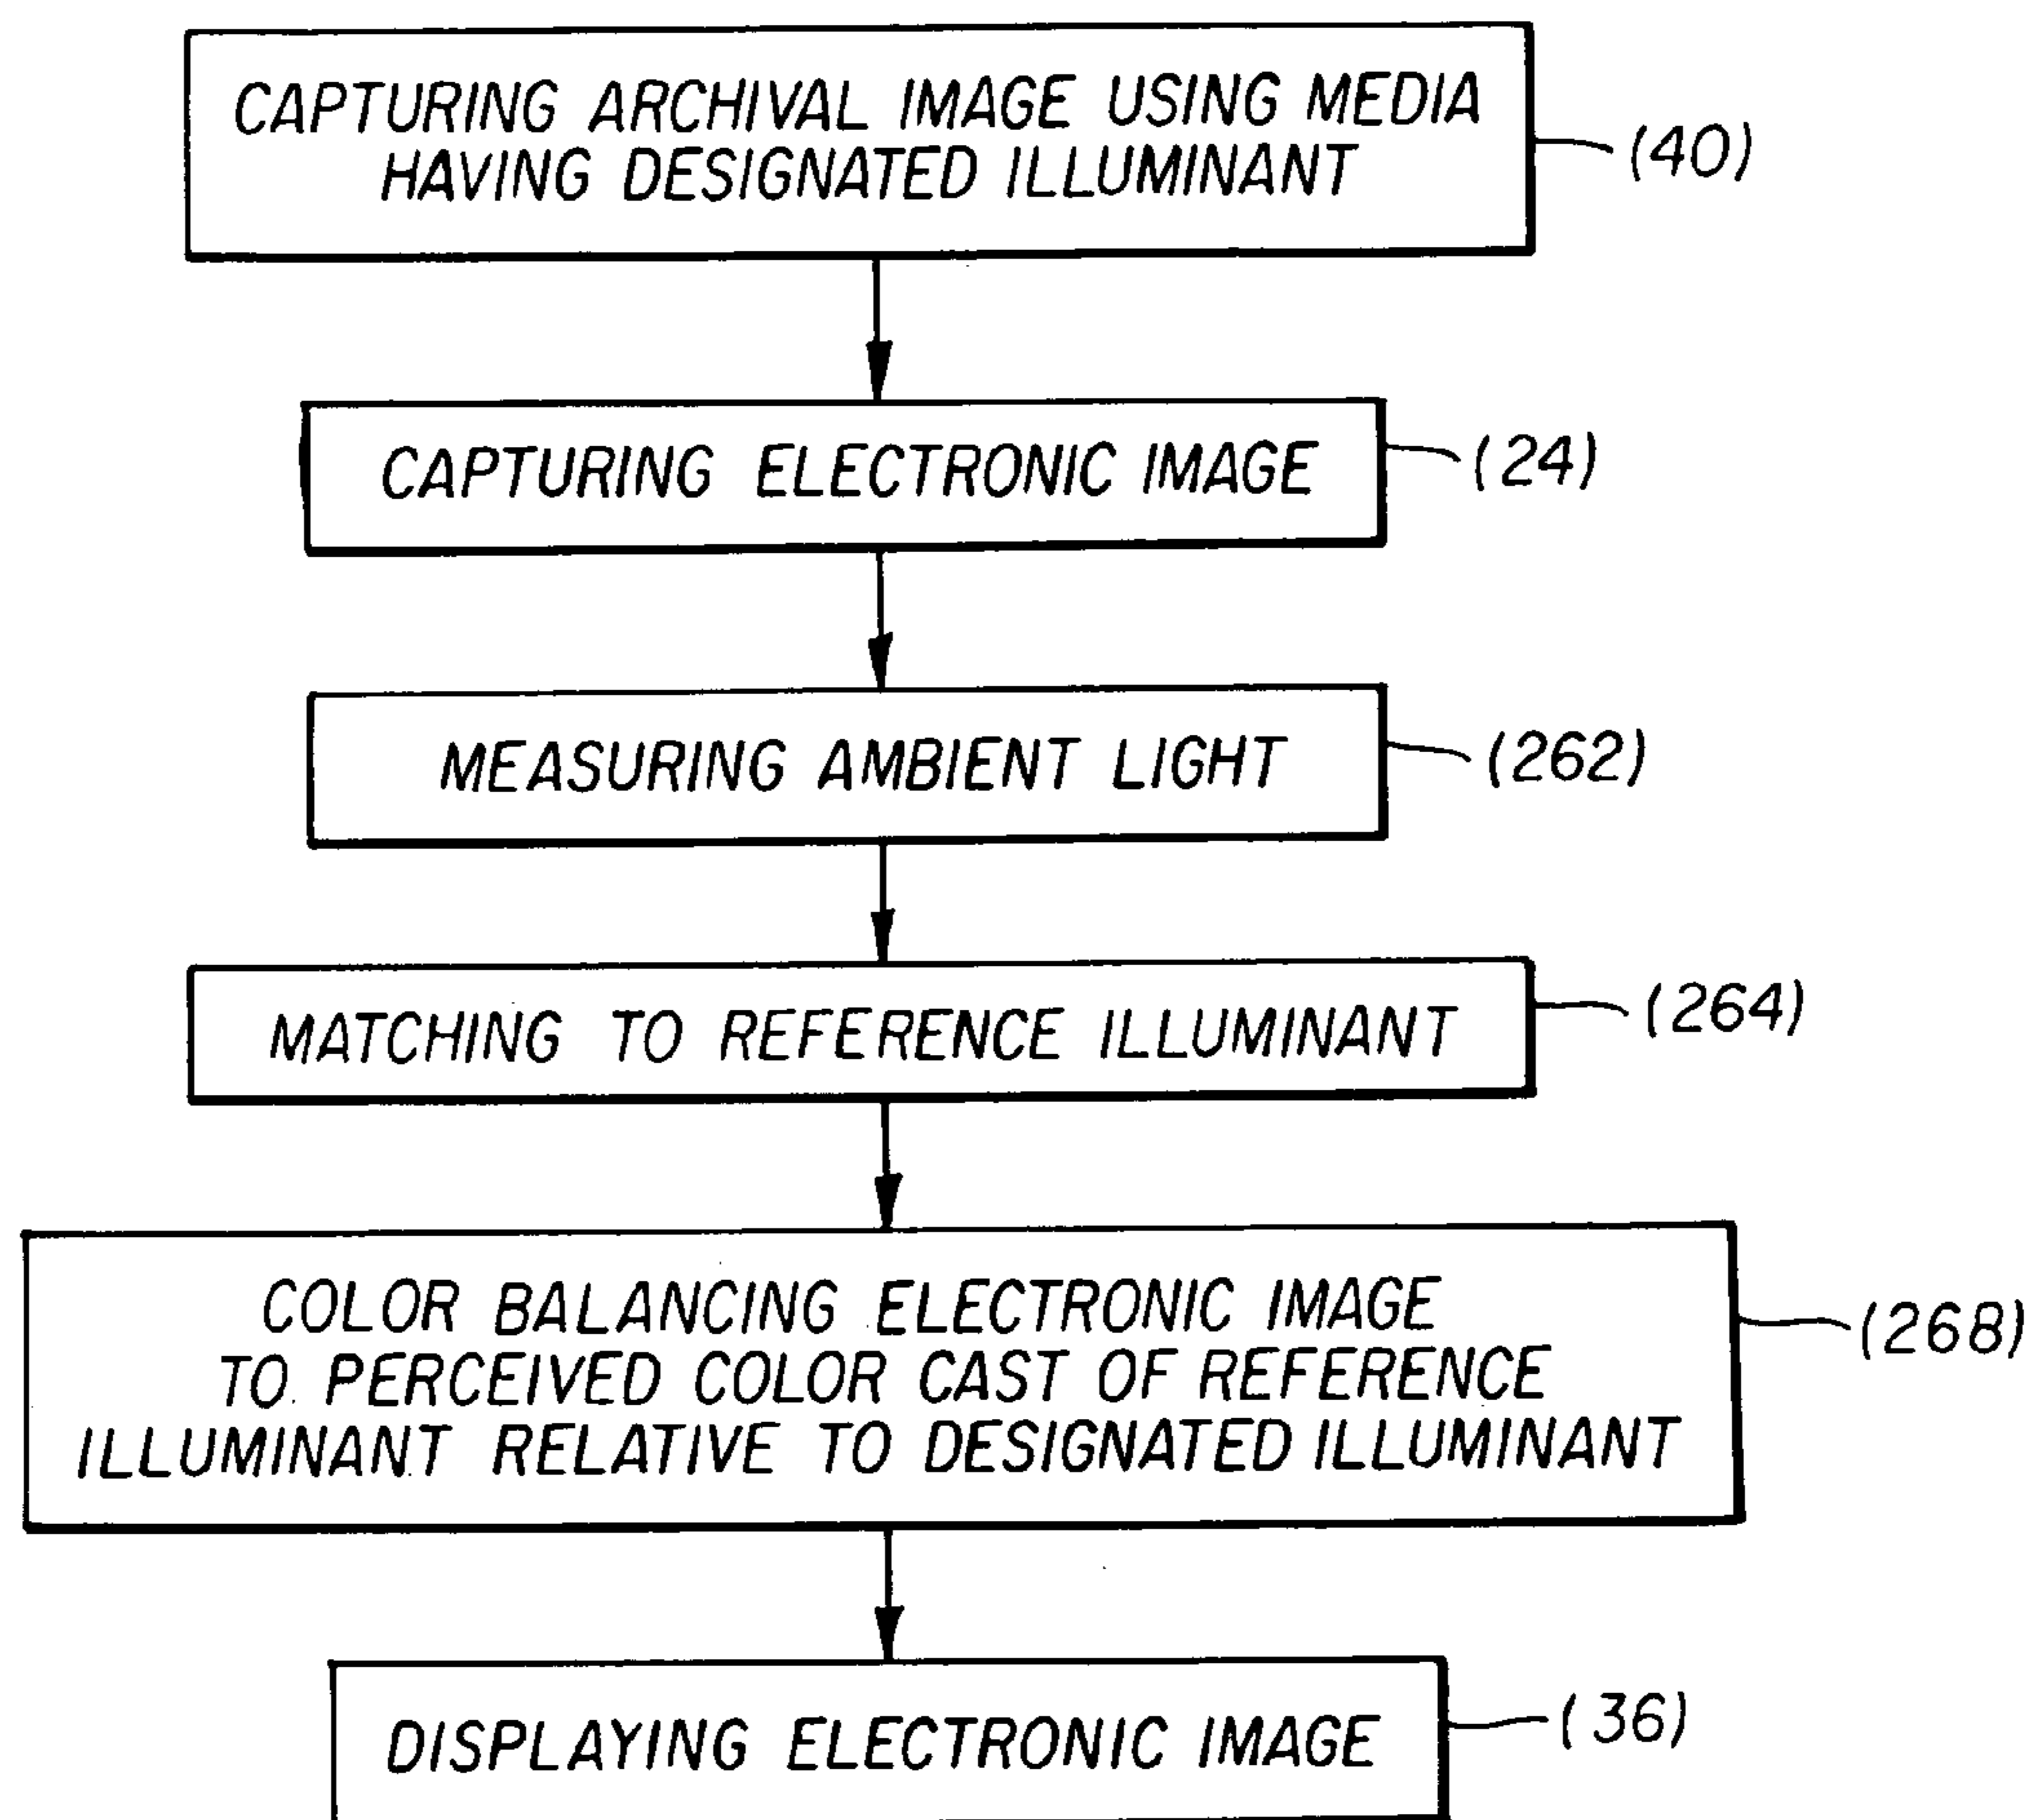 CAPTURING ARCHIVAL IMAGE USING MEDIA
HAVING DESIGNATED ILLUMINANT
(40)
CAPTURING ELECTRONIC IMAGE
(24)
MEASURING AMBIENT LIGHT
(262)
MATCHING TO REFERENCE ILLUMINANT
(264)
COLOR BALANCING ELECTRONIC IMAGE
TO PERCEIVED COLOR CAST OF REFERENCE
ILLUMINANT RELATIVE TO DESIGNATED ILLUMINANT
(268)
DISPLAYING ELECTRONIC IMAGE
(36)